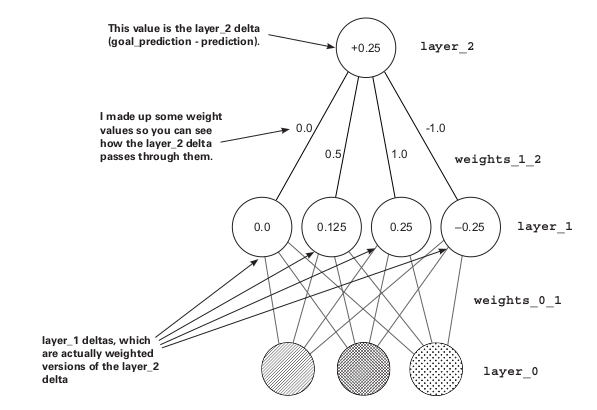 This value is the layer_2 delta
(goal_prediction - prediction).
+0.25
layer_2
I made up some weight
values so you can see
how the layer_2 delta
passes through them.
0.0
0.5
1.0
-1.0
weights_1_2
0.0
0.125
0.25
–0.25
layer_1
weights_0_1
layer_1 deltas, which
are actually weighted
versions of the layer_2
delta
layer_0